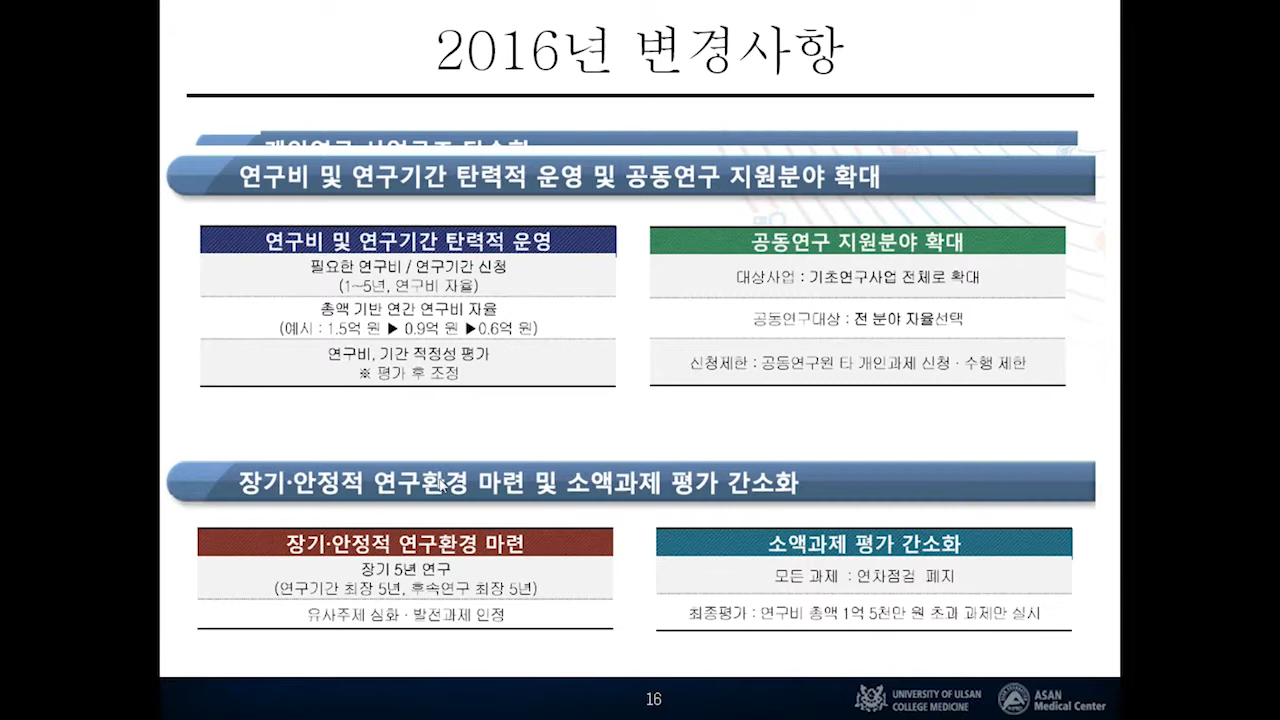 2016년 변경사항
연구비 및 연구기간 탄력적 운영 및 공동연구 지원분야 확대
연구비 및 연구기간 탄력적 운영
필요한 연구비 / 연구기간 신청
(1~5년, 연구비 자율)
총액 기반 연간 연구비 자율
(예시 : 1.5억 원 ▶ 0.9억 원 ▶0.6억 원)
연구비, 기간 적정성 평가
※ 평가 후 조정
공동연구 지원분야 확대
대상사업 : 기초연구사업 전체로 확대
공동연구대상 : 전 분야 자율선택
신청제한 : 공동연구원 타 개인과제 신청 · 수행 제한
장기·안정적 연구환경 마련 및 소액과제 평가 간소화
장기·안정적 연구환경 마련
장기 5년 연구
(연구기간 최장 5년, 후속연구 최장 5년)
유사주제 심화 · 발전과제 인정
소액과제 평가 간소화
모든 과제 : 연차점검 폐지
최종평가 : 연구비 총액 1억 5천만 원 초과 과제만 실시
16
UNIVERSITY OF ULSAN
COLLEGE MEDICINE
ASAN
Medical Center